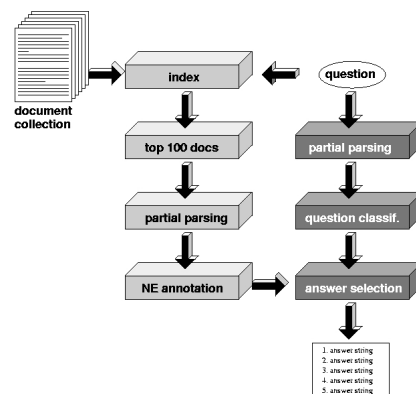 index
question
document
collection
top 100 docs
partial parsing
partial parsing
question classif.
NE annotation
answer selection
1. answer string
2. answer string
3. answer string
4. answer string
5. answer string